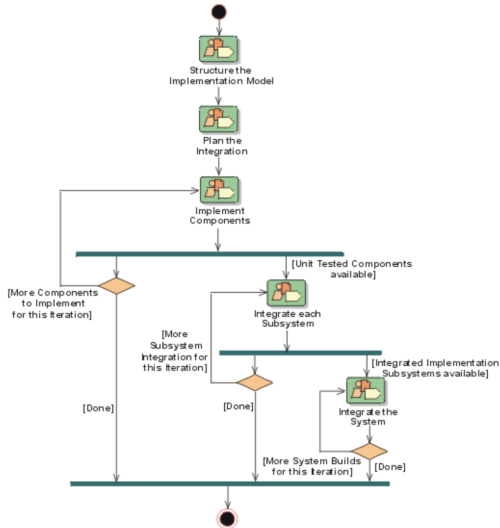 Structure the
Implementation Model
Plan the
Integration
Implement
Components
[Unit Tested Components
available]
[More Components
to Implement
for this Iteration]
Integrate each
Subsystem
[More
Subsystem
Integration for
this Iteration]
[Integrated Implementation
Subsystems available]
[Done]
[Done]
Integrate the
System
[More System Builds
for this Iteration]
[Done]